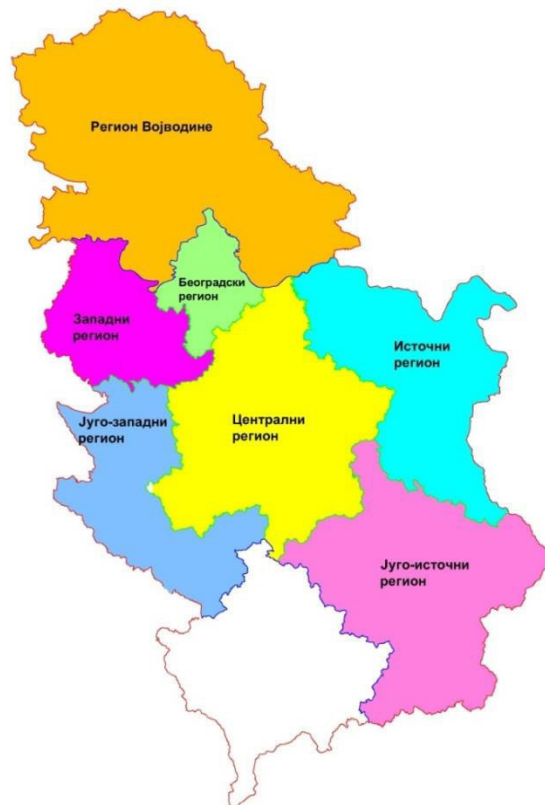 Регион Војводине
Београдски
регион
Западни
регион
Источни
регион
Југо-западни
регион
Централни
регион
Југо-источни
регион